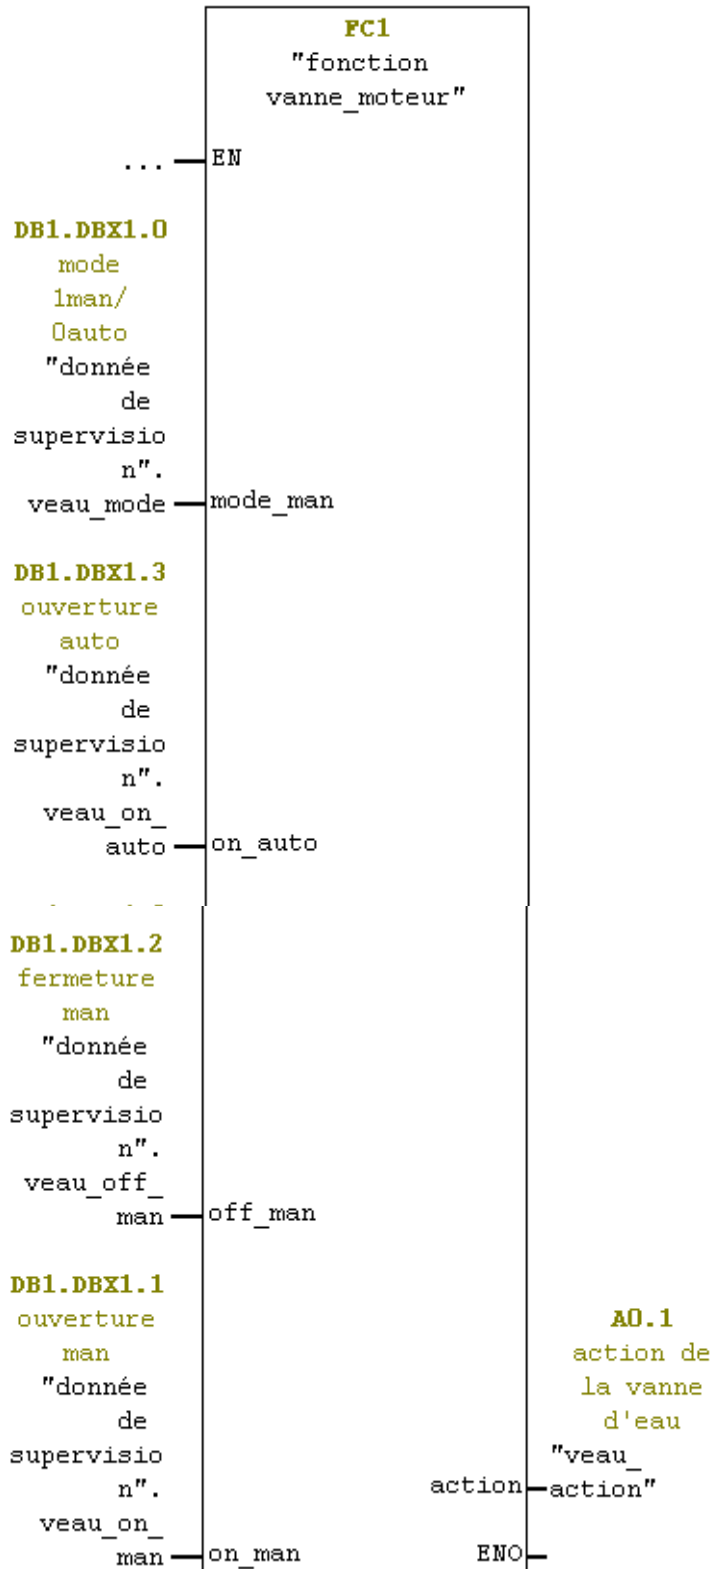 FC1
"fonction
vanne_moteur"
... EN
DB1.DBX1.0
mode
1man/
0auto
"donnée
de
supervisio
n".
veau_mode mode_man
DB1.DBX1.3
ouverture
auto
"donnée
de
supervisio
n".
veau_on_
auto on_auto
DB1.DBX1.2
fermeture
man
"donnée
de
supervisio
n".
veau_off_
man off_man
DB1.DBX1.1
ouverture
man
"donnée
de
supervisio
n".
veau_on_
man on_man
A0.1
action de
la vanne
d'eau
"veau_
action action"
ENO